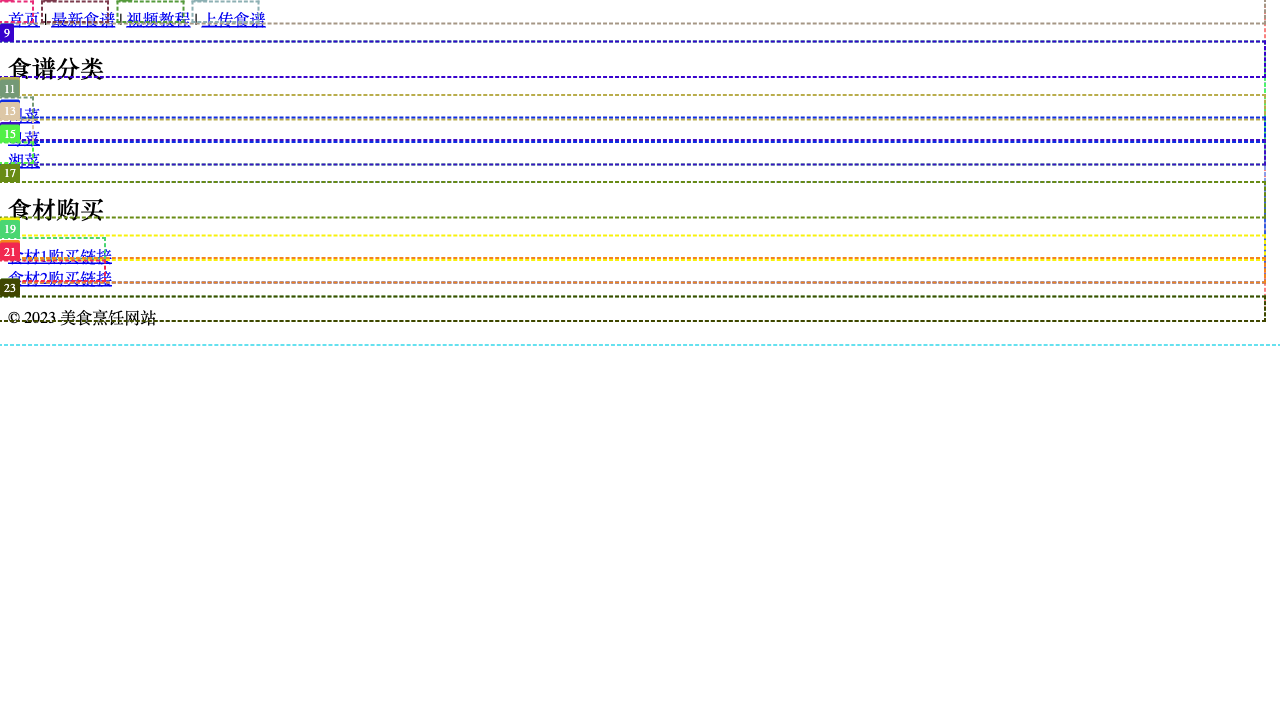 首页 | 最新食谱 | 视频教程 | 上传食谱
9
食谱分类
11
13
菜
15
菜
湘菜
17
食材购买
19
21
食材1购买链接
食材2购买链接
23
© 2023 美食烹饪网站